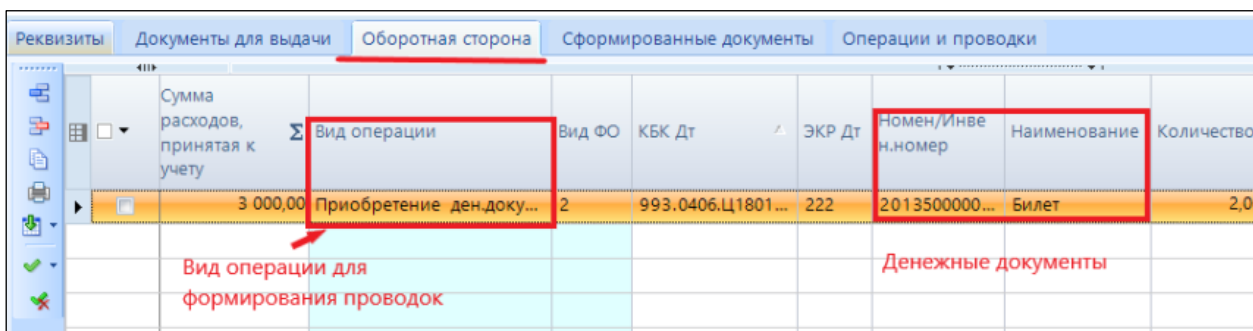 Реквизиты Документы для выдачи Оборотная сторона Сформированные документы Операции и проводки
Сумма
расходов,
принятая к
учету
Σ Вид операции Вид ФО КБК Дт ЭКР Дт
Номен/Инве
н.номер
Наименование Количество
3 000,00 Приобретение ден.доку... 2 993.0406.Ц1801... 222 2013500000... Билет 2,0
Вид операции для
формирования проводок
Денежные документы